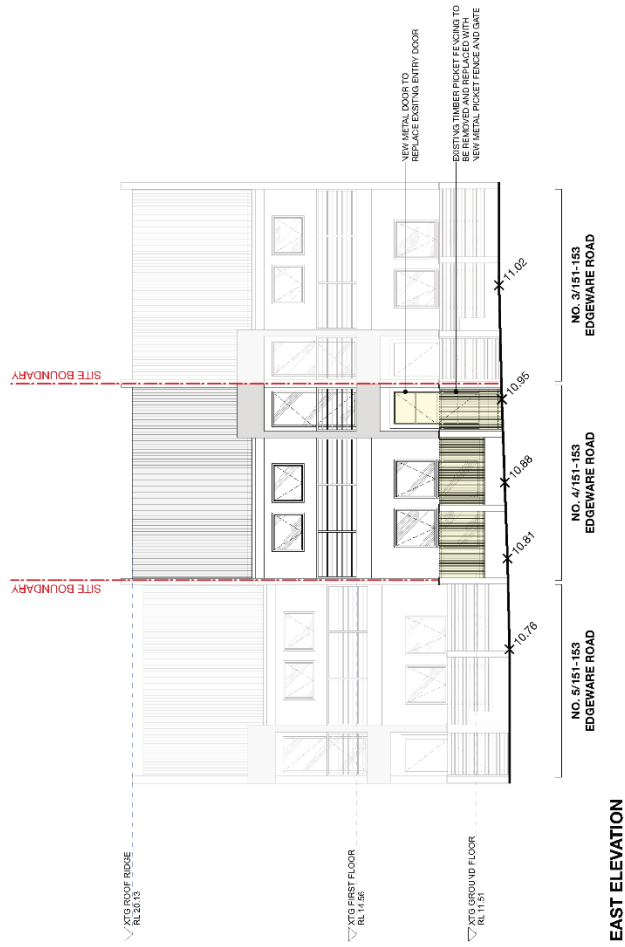 SITE BOUNDARY
SITE BOUNDARY
XTG ROOF RIDGE
RL 20.13
XTG FIRST FLOOR
RL 14.56
XTG GROUND FLOOR
RL 11.51
NEW METAL DOOR TO
REPLACE EXSITNG ENTRY DOOR
EXISTING TIMBER PICKET FENCING TO
BE REMOVED AND REPLACED WITH
NEW METAL PICKET FENCE AND GATE
10.76
10.81
10.88
10.95
11.02
NO. 5/151-153
EDGEWARE ROAD
NO. 4/151-153
EDGEWARE ROAD
NO. 3/151-153
EDGEWARE ROAD
EAST ELEVATION